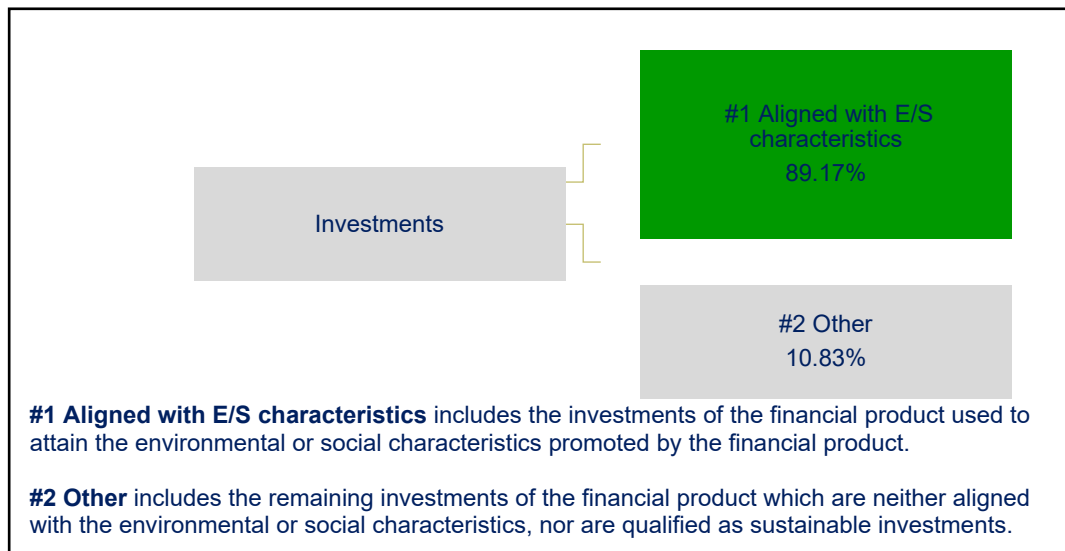 #1 Aligned with E/S
characteristics
89.17%
Investments
#2 Other
10.83%
#1 Aligned with E/S characteristics includes the investments of the financial product used to
attain the environmental or social characteristics promoted by the financial product.
#2 Other includes the remaining investments of the financial product which are neither aligned
with the environmental or social characteristics, nor are qualified as sustainable investments.